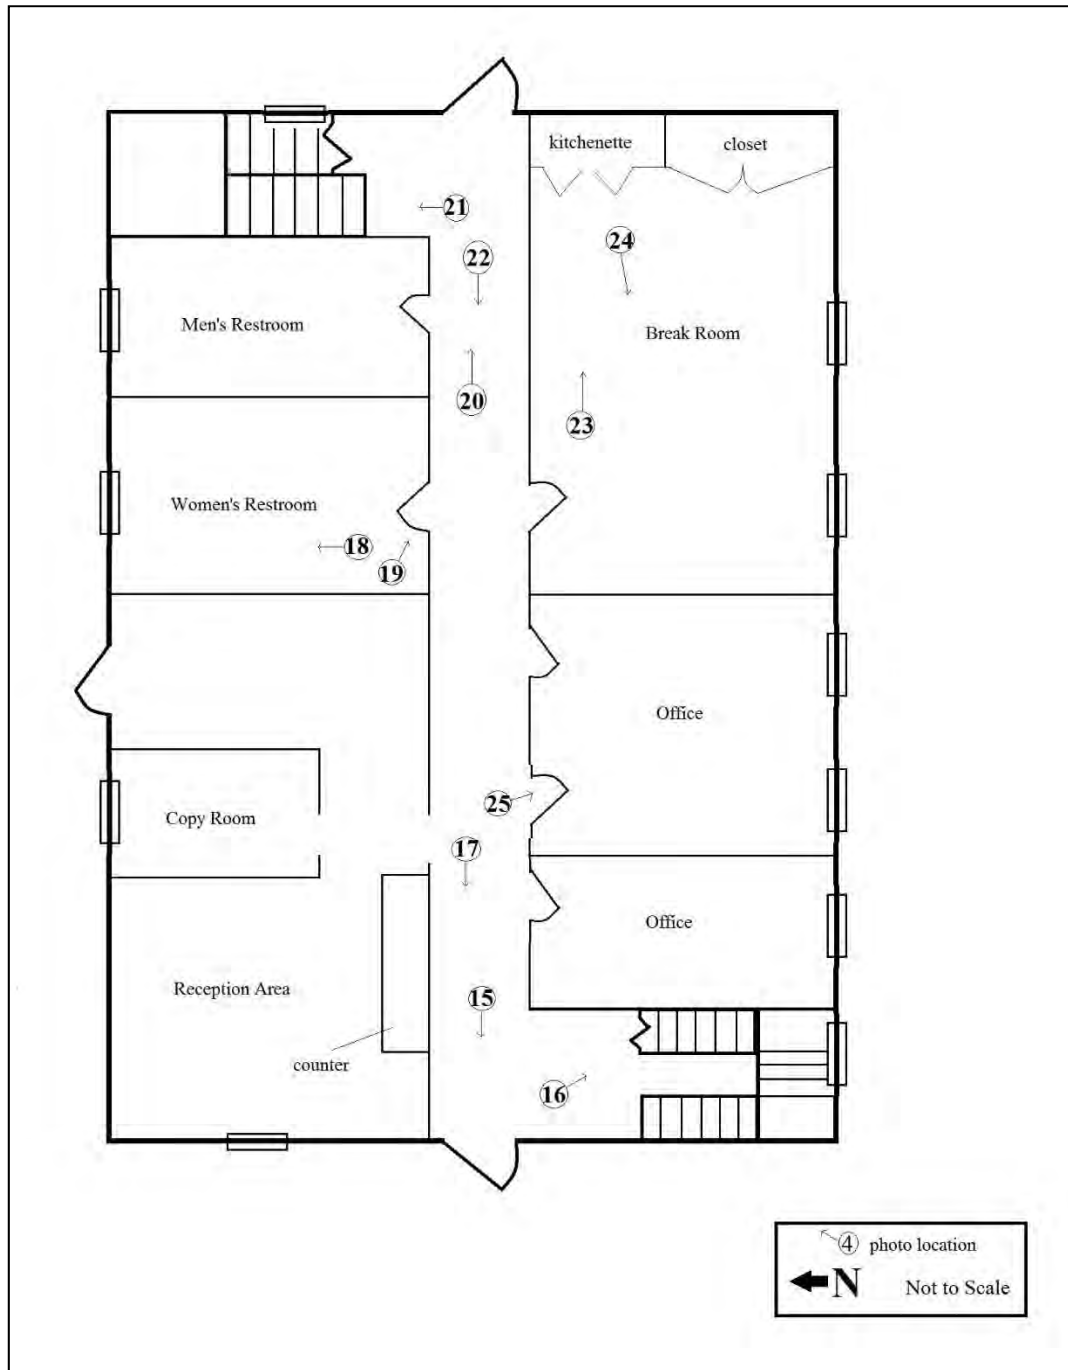 kitchenette
closet
21
22
24
Men's Restroom
Break Room
20
23
Women's Restroom
18
19
Office
25
Copy Room
17
Office
Reception Area
15
counter
16
4 photo location
N Not to Scale